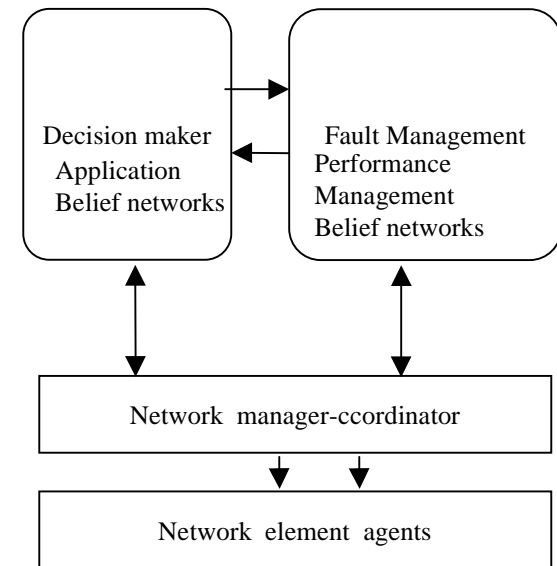 Decision maker
Application
Belief networks
Fault Management
Performance
Management
Belief networks
Network manager-ccordinator
Network element agents